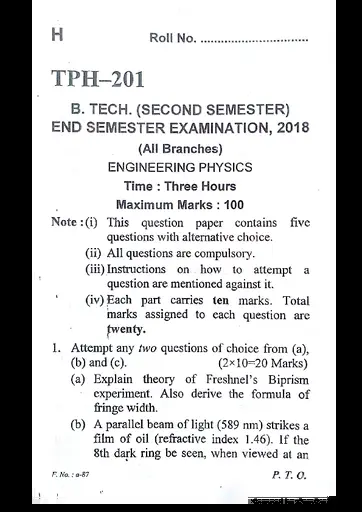 H
Roll No. ................................
TPH–201
B. TECH. (SECOND SEMESTER)
END SEMESTER EXAMINATION, 2018
(All Branches)
ENGINEERING PHYSICS
Time : Three Hours
Maximum Marks : 100
Note : (i) This question paper contains five
questions with alternative choice.
(ii) All questions are compulsory.
(iii) Instructions on how to attempt a
question are mentioned against it.
(iv) Each part carries ten marks. Total
marks assigned to each question are
twenty.
1. Attempt any two questions of choice from (a),
(b) and (c). (2×10=20 Marks)
(a) Explain theory of Freshnel's Biprism
experiment. Also derive the formula of
fringe width.
(b) A parallel beam of light (589 nm) strikes a
film of oil (refractive index 1.46). If the
8th dark ring be seen, when viewed at an
F. No. : a-87 P. T. O.